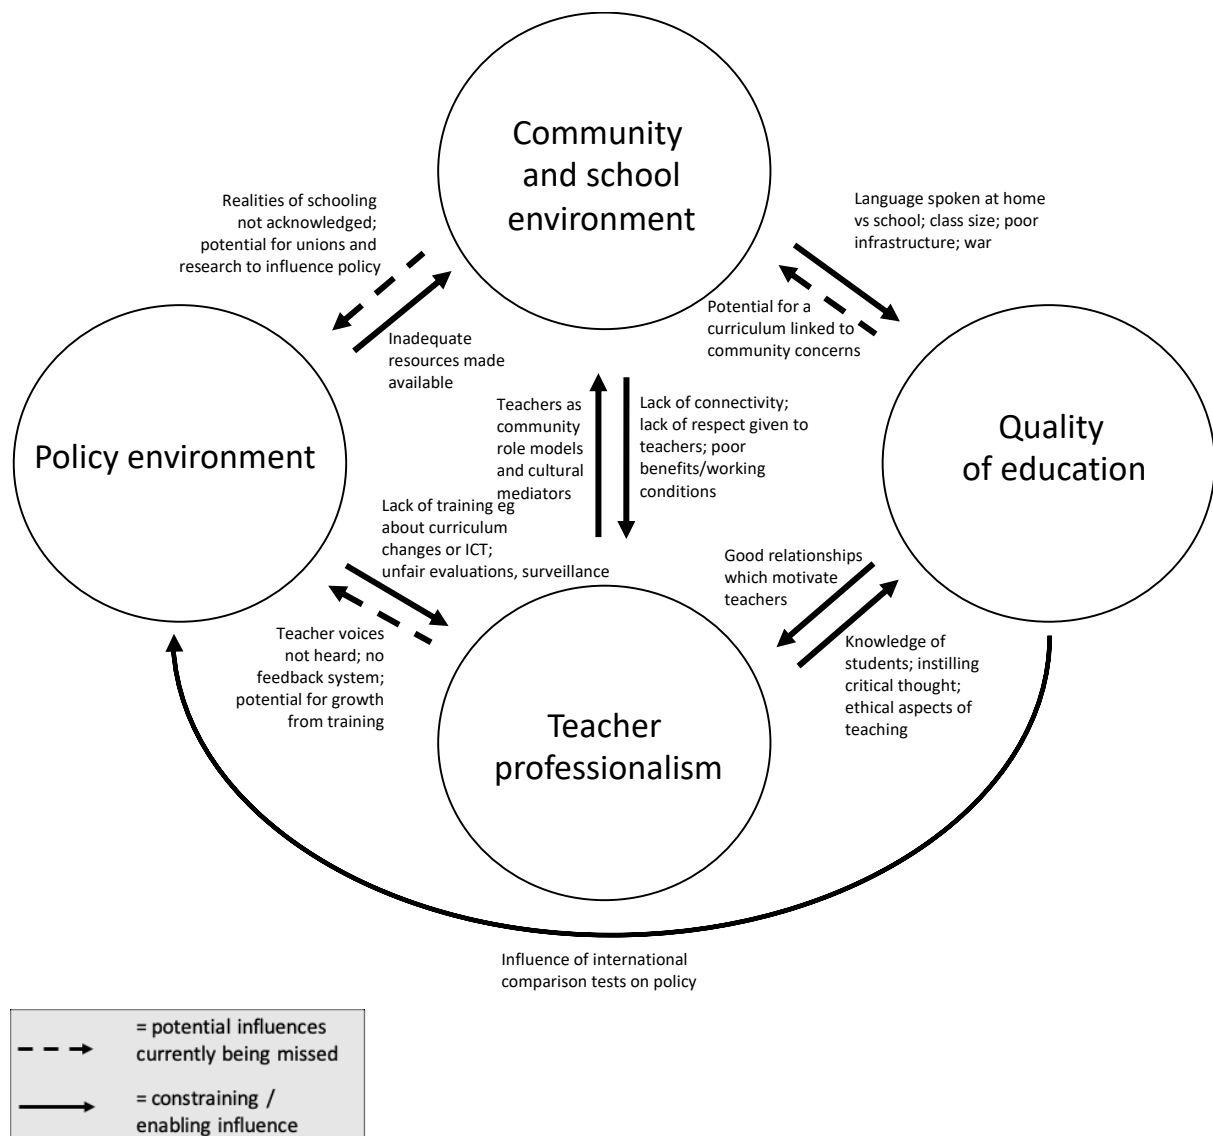 Community
and school
environment
Realities of schooling
not acknowledged;
potential for unions and
research to influence policy
Language spoken at home
vs school; class size; poor
infrastructure; war
Potential for a
curriculum linked to
community concerns
Inadequate
resources made
available
Teachers as
community
role models
and cultural
mediators
Lack of connectivity;
lack of respect given to
teachers; poor
benefits/working
conditions
Policy environment
Quality
of education
Lack of training eg
about curriculum
changes or ICT;
unfair evaluations, surveillance
Good relationships
which motivate
teachers
Teacher voices
not heard; no
feedback system;
potential for growth
from training
Knowledge of
students; instilling
critical thought;
ethical aspects of
teaching
Teacher
professionalism
Influence of international
comparison tests on policy
= potential influences
currently being missed
= constraining /
enabling influence